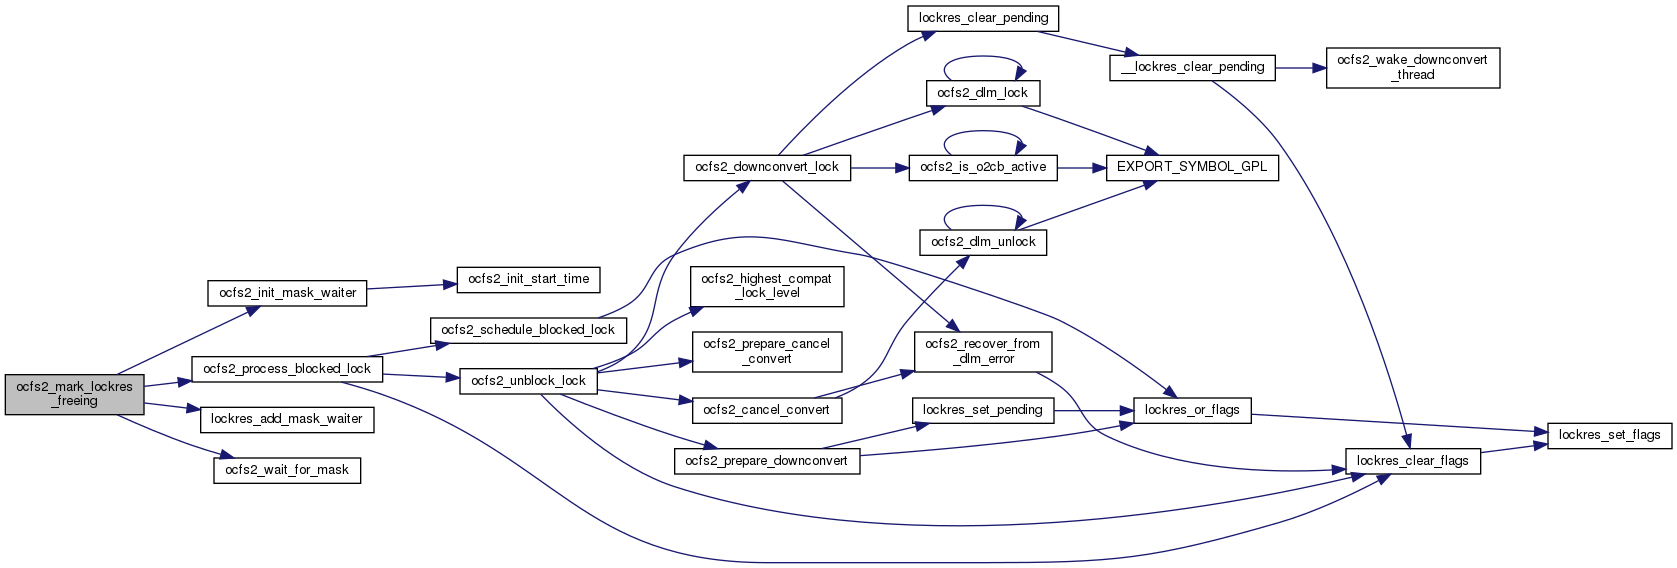 lockres_clear_pending
__lockres_clear_pending
ocfs2_wake_downconvert
_thread
ocfs2_dlm_lock
ocfs2_downconvert_lock
ocfs2_is_o2cb_active
EXPORT_SYMBOL_GPL
ocfs2_dlm_unlock
ocfs2_init_mask_waiter
ocfs2_init_start_time
ocfs2_highest_compat
_lock_level
ocfs2_schedule_blocked_lock
ocfs2_prepare_cancel
_convert
ocfs2_recover_from
_dlm_error
ocfs2_mark_lockres
_freeing
ocfs2_process_blocked_lock
ocfs2_unblock_lock
lockres_add_mask_waiter
ocfs2_cancel_convert
lockres_set_pending
lockres_or_flags
lockres_set_flags
ocfs2_wait_for_mask
ocfs2_prepare_downconvert
lockres_clear_flags